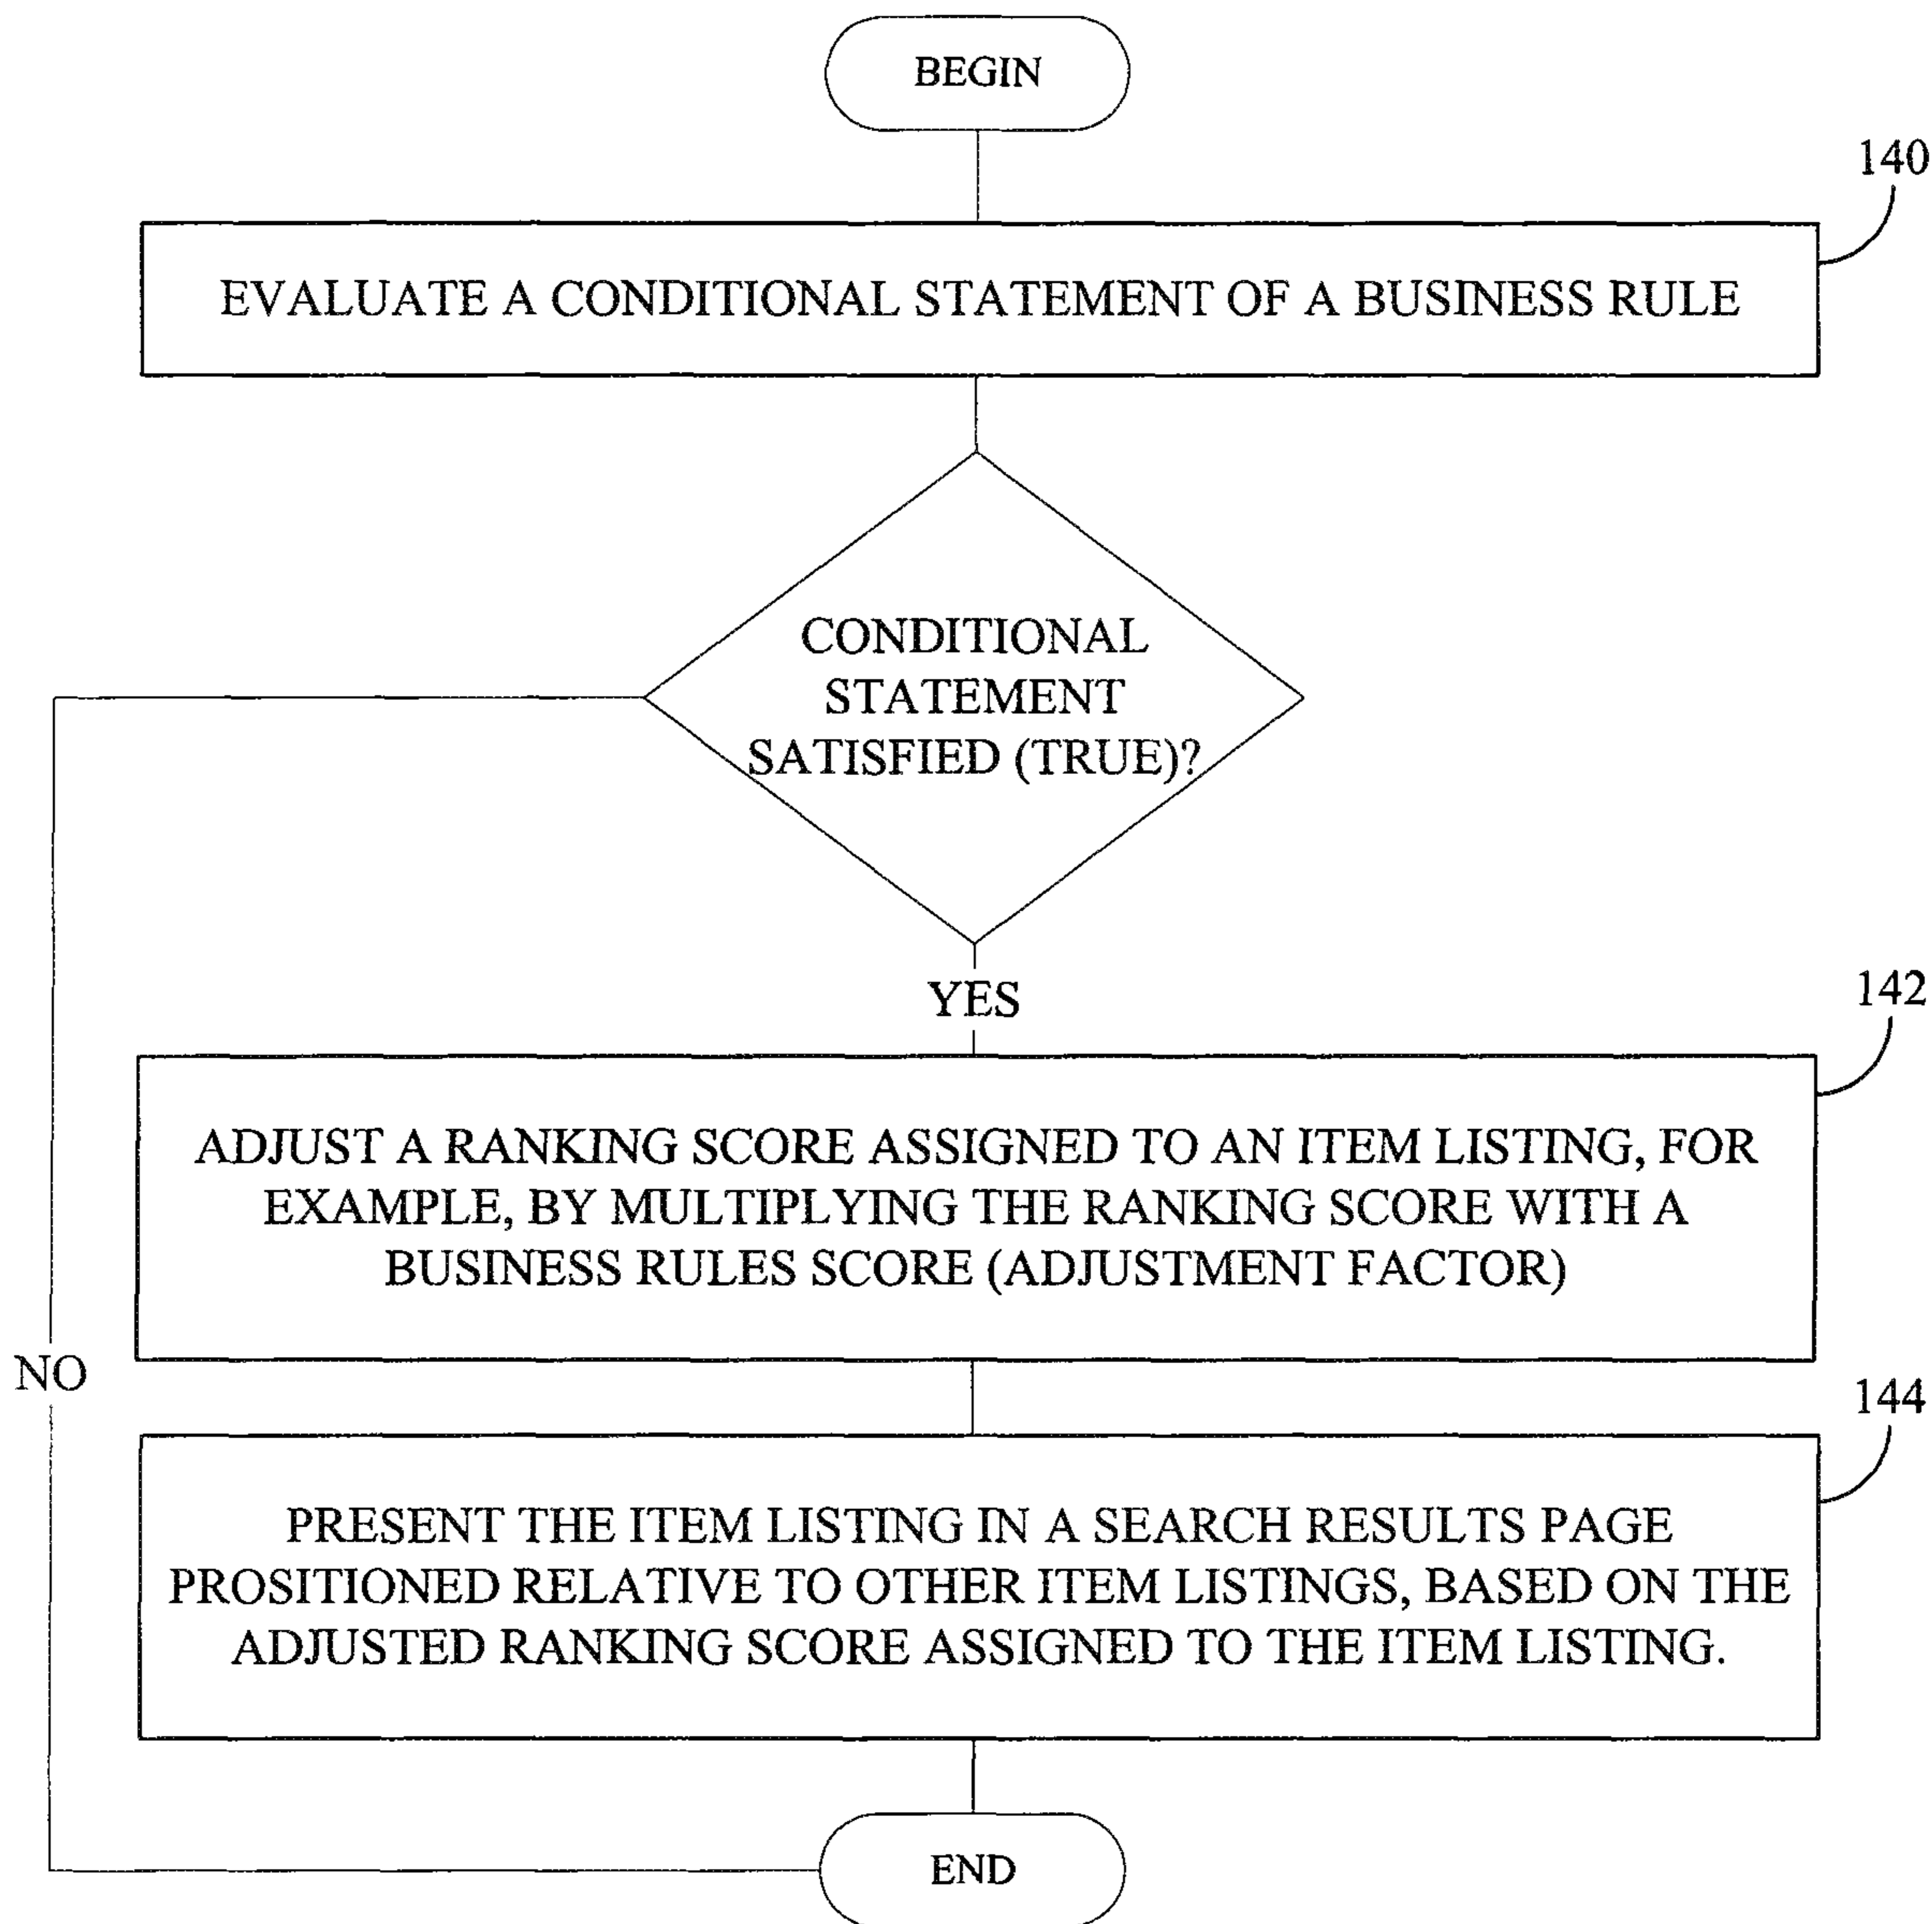 BEGIN
140
EVALUATE A CONDITIONAL STATEMENT OF A BUSINESS RULE
CONDITIONAL
STATEMENT
SATISFIED (TRUE)?
YES
142
ADJUST A RANKING SCORE ASSIGNED TO AN ITEM LISTING, FOR
EXAMPLE, BY MULTIPLYING THE RANKING SCORE WITH A
BUSINESS RULES SCORE (ADJUSTMENT FACTOR)
NO
144
PRESENT THE ITEM LISTING IN A SEARCH RESULTS PAGE
PROSITIONED RELATIVE TO OTHER ITEM LISTINGS, BASED ON THE
ADJUSTED RANKING SCORE ASSIGNED TO THE ITEM LISTING.
END